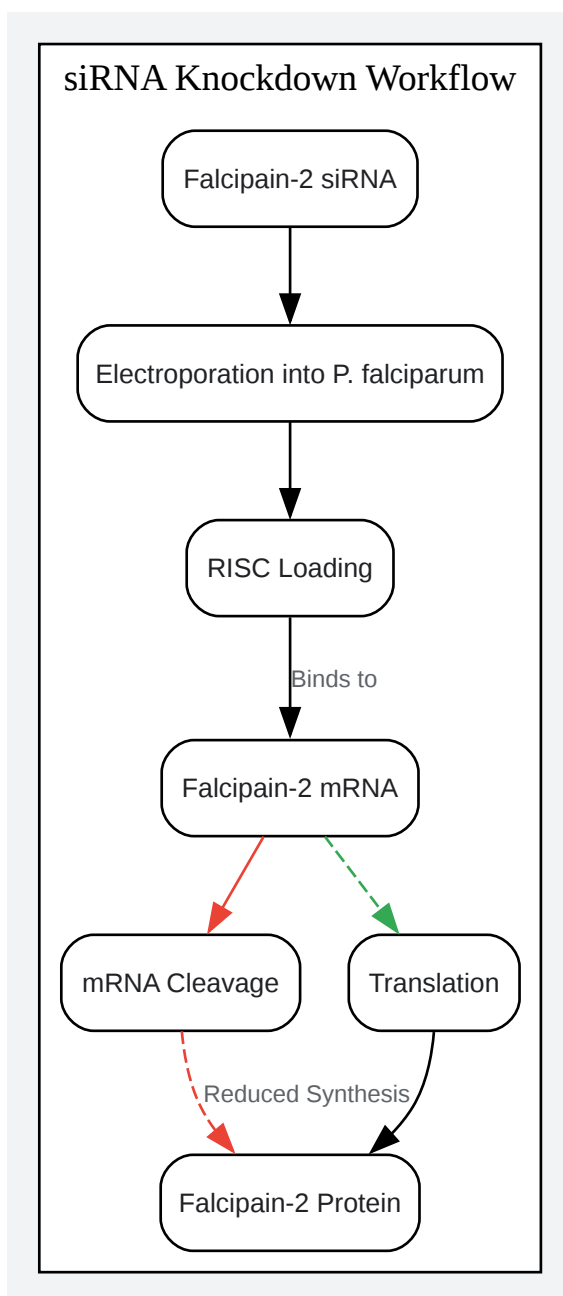 siRNA Knockdown Workflow
Falcipain-2 siRNA
Electroporation into P. falciparum
RISC Loading
Binds to
Falcipain-2 mRNA
mRNA Cleavage
Translation
Reduced Synthesis
Falcipain-2 Protein